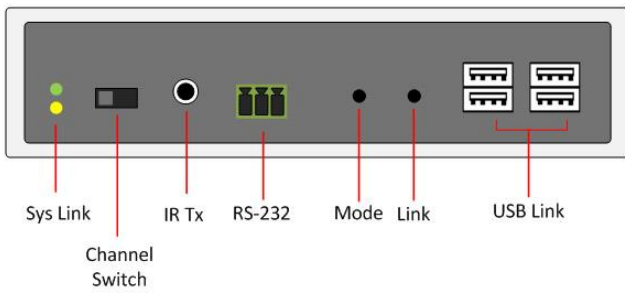 Sys Link
Channel
Switch
IR Tx
RS-232
Mode
Link
USB Link